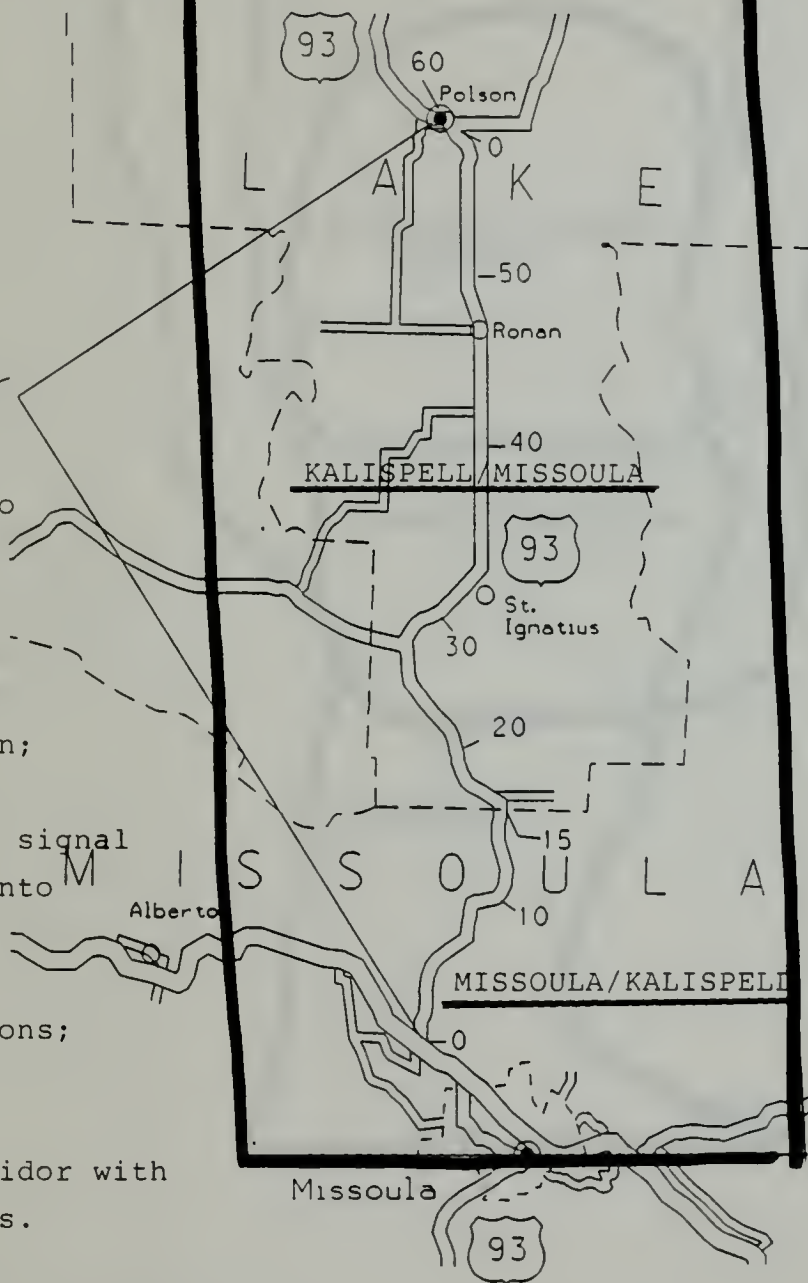 93
60
Polson
0
L A K E
50
Ronan
40
KALISPELL/MISSOULA
93
St.
Ignatius
30
20
n;
signal
15
nto
M I S S O U L A
10
Alberto
MISSOULA/KALISPELL
ons;
0
idor with
Missoula
s.
93